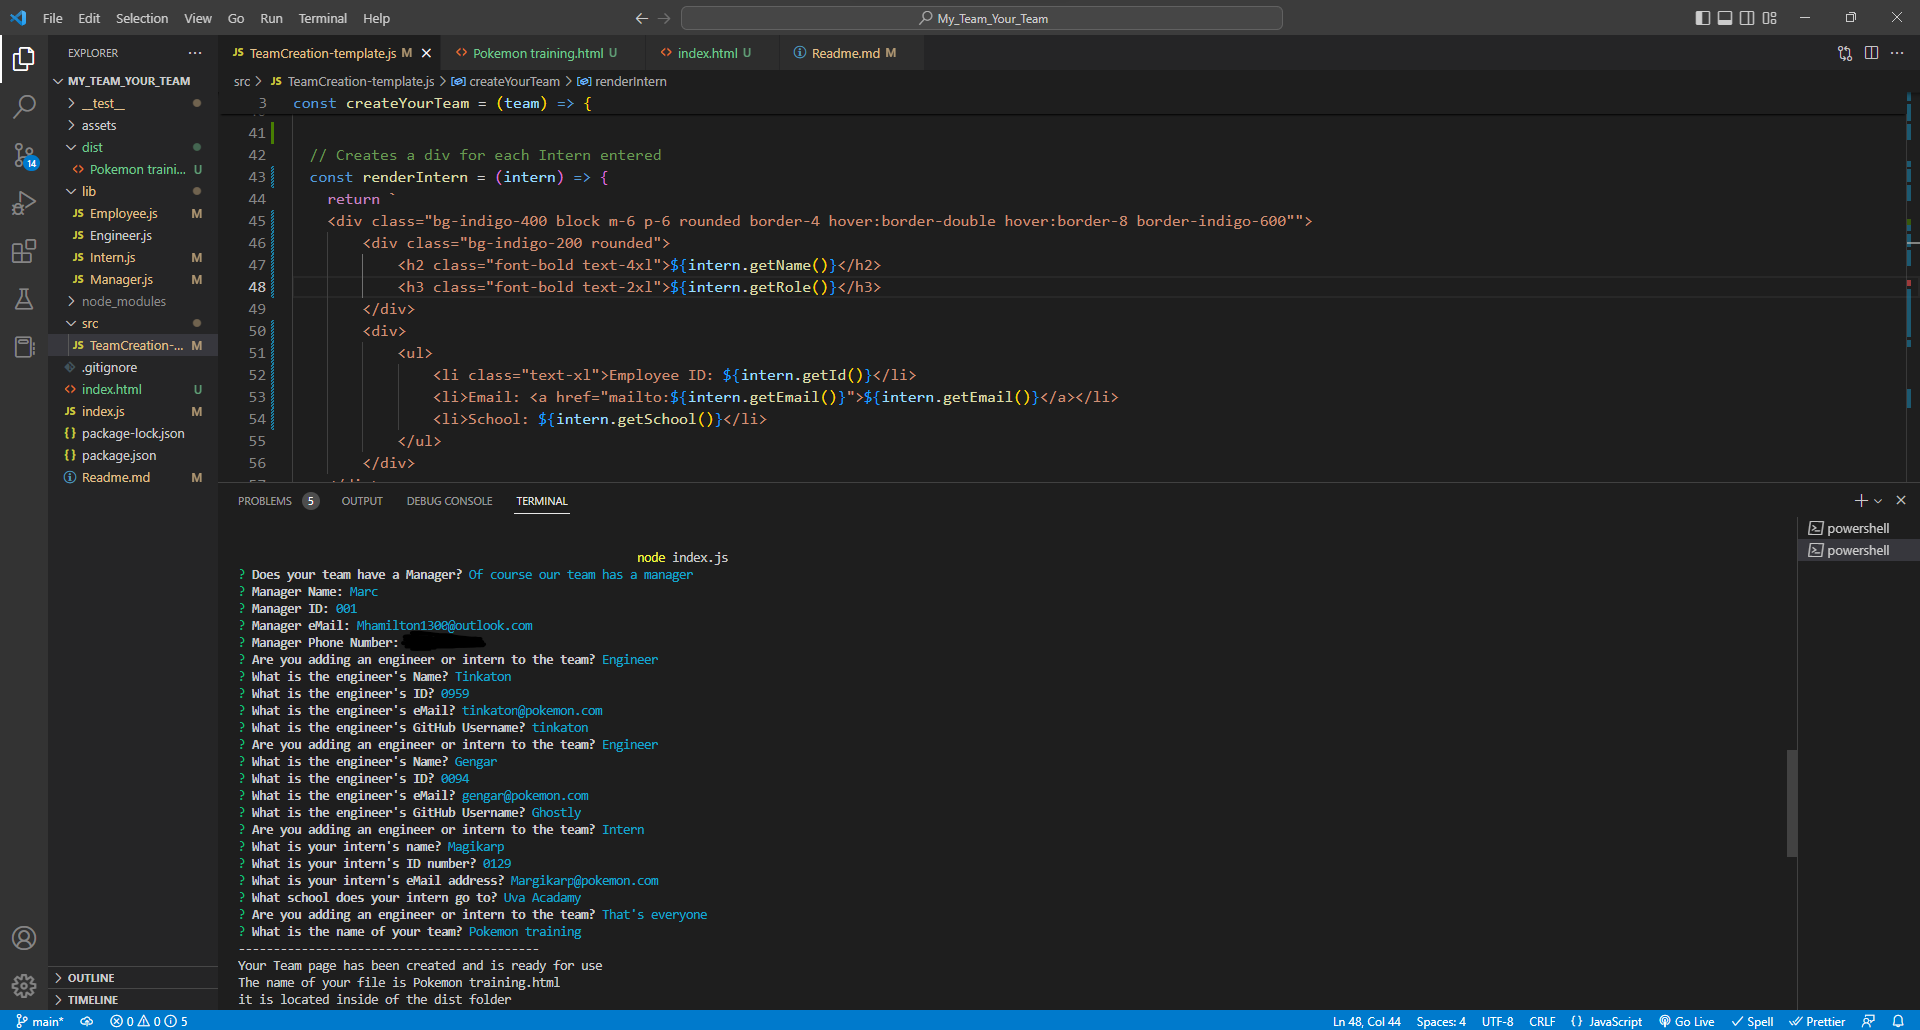 File Edit Selection View Go Run Terminal Help
My_Team_Your_Team
EXPLORER
MY_TEAM_YOUR_TEAM
__test__
assets
dist
Pokemon traini... U
lib
JS Employee.js M
JS Engineer.js
JS Intern.js M
JS Manager.js M
node_modules
src
JS TeamCreation-... M
.gitignore
index.html U
JS index.js M
{} package-lock.json
{} package.json
Readme.md M
OUTLINE
TIMELINE
14
JS TeamCreation-template.js M
Pokemon training.html U
index.html U
Readme.md M
src > JS TeamCreation-template.js > createYourTeam > renderIntern
3 const createYourTeam = (team) => {
41
42 // Creates a div for each Intern entered
43 const renderIntern = (intern) => {
44 return `
45 <div class="bg-indigo-400 block m-6 p-6 rounded border-4 hover:border-double hover:border-8 border-indigo-600"">
46 <div class="bg-indigo-200 rounded">
47 <h2 class="font-bold text-4xl">${intern.getName()}</h2>
48 <h3 class="font-bold text-2xl">${intern.getRole()}</h3>
49 </div>
50 <div>
51 <ul>
52 <li class="text-xl">Employee ID: ${intern.getId()}</li>
53 <li>Email: <a href="mailto:${intern.getEmail()}">${intern.getEmail()}</a></li>
54 <li>School: ${intern.getSchool()}</li>
55 </ul>
56 </div>
PROBLEMS 5 OUTPUT DEBUG CONSOLE TERMINAL
powershell
powershell
node index.js
? Does your team have a Manager? Of course our team has a manager
? Manager Name: Marc
? Manager ID: 001
? Manager eMail: Mhamilton1300@outlook.com
? Manager Phone Number:
? Are you adding an engineer or intern to the team? Engineer
? What is the engineer's Name? Tinkaton
? What is the engineer's ID? 0959
? What is the engineer's eMail? tinkaton@pokemon.com
? What is the engineer's GitHub Username? tinkaton
? Are you adding an engineer or intern to the team? Engineer
? What is the engineer's Name? Gengar
? What is the engineer's ID? 0094
? What is the engineer's eMail? gengar@pokemon.com
? What is the engineer's GitHub Username? Ghostly
? Are you adding an engineer or intern to the team? Intern
? What is your intern's name? Magikarp
? What is your intern's ID number? 0129
? What is your intern's eMail address? Margikarp@pokemon.com
? What school does your intern go to? Uva Acadamy
? Are you adding an engineer or intern to the team? That's everyone
? What is the name of your team? Pokemon training
-------------------------------------------
Your Team page has been created and is ready for use
The name of your file is Pokemon training.html
it is located inside of the dist folder
main* 0 0 5
Ln 48, Col 44 Spaces: 4 UTF-8 CRLF {} JavaScript Go Live Spell Prettier